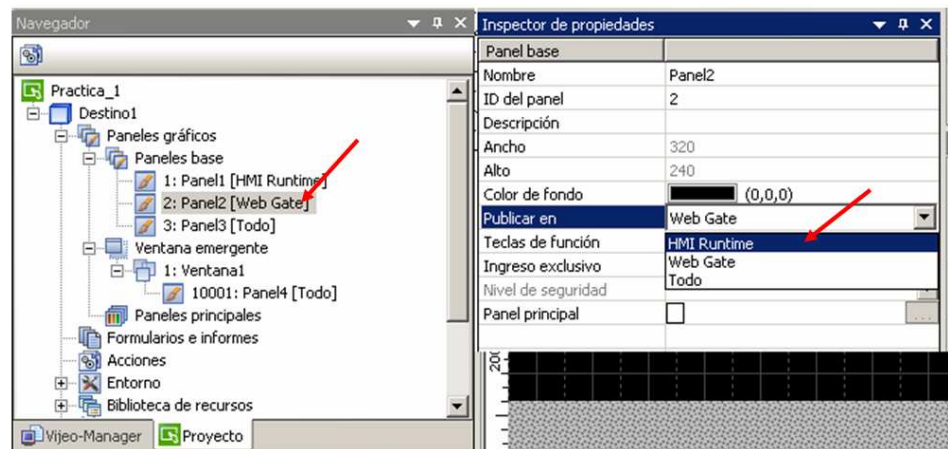 Navegador
Practica_1
Destino1
Paneles gráficos
Paneles base
1: Panel1 [HMI Runtime]
2: Panel2 [Web Gate]
3: Panel3 [Todo]
Ventana emergente
1: Ventana1
10001: Panel4 [Todo]
Paneles principales
Formularios e informes
Acciones
Entorno
Biblioteca de recursos
Vijeo-Manager
Proyecto
Inspector de propiedades
Panel base
Nombre Panel2
ID del panel 2
Descripción
Ancho 320
Alto 240
Color de fondo (0,0,0)
Publicar en Web Gate
Teclas de función HMI Runtime
Ingreso exclusivo Web Gate
Todo
Nivel de seguridad
Panel principal
...